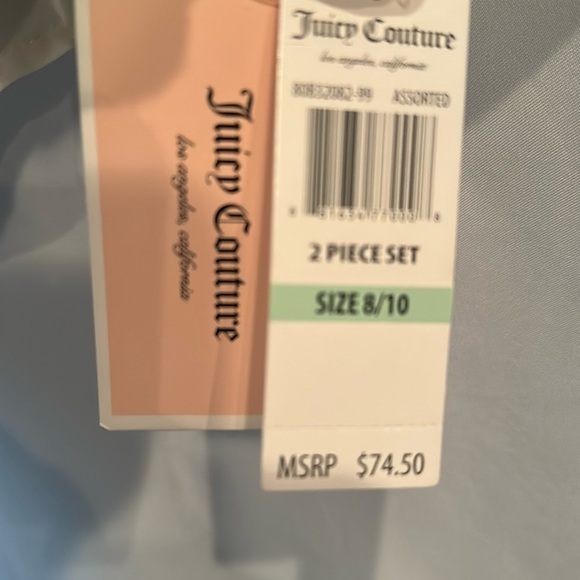 Juicy Couture
los angeles, california
Juicy Couture
los angeles, california
ASSORTED
2 PIECE SET
SIZE 8/10
MSRP $74.50